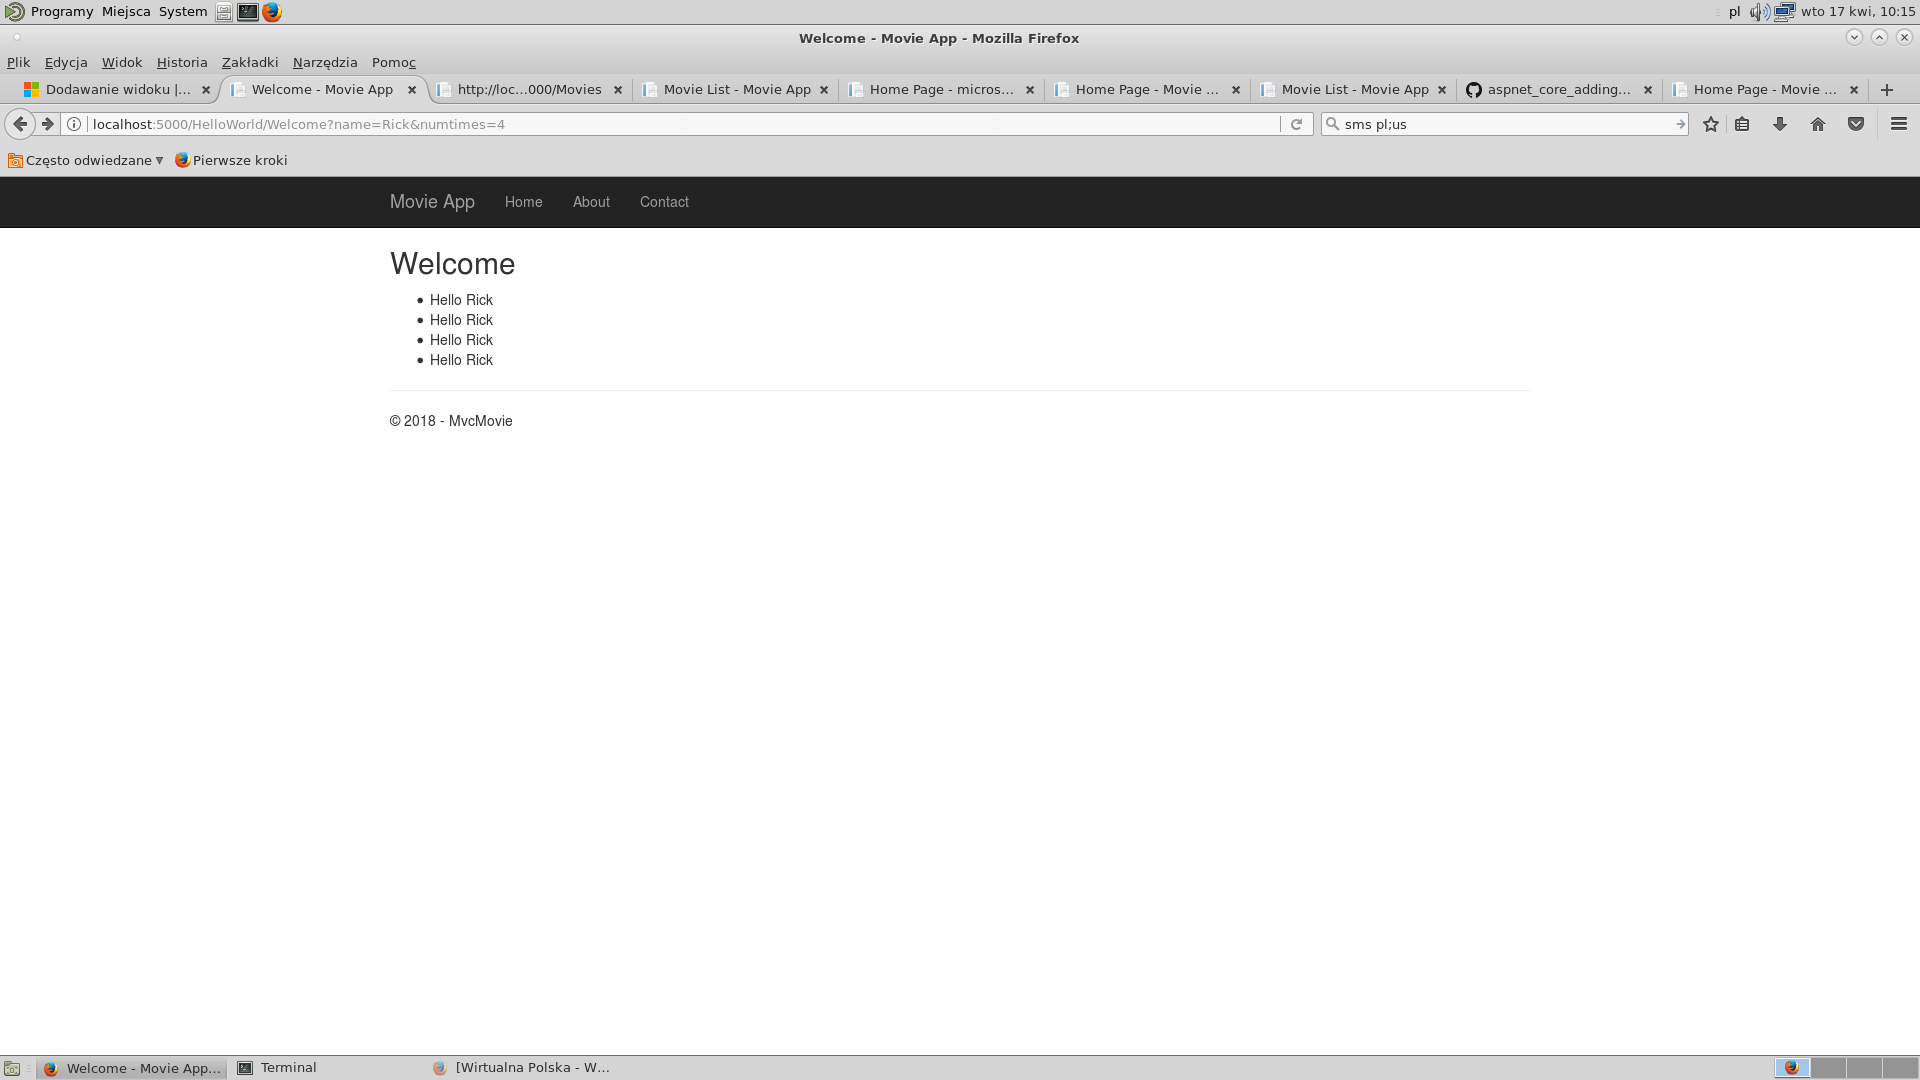 Programy Miejsca System pl wto 17 kwi, 10:15
Welcome - Movie App - Mozilla Firefox
Plik Edycja Widok Historia Zakładki Narzędzia Pomoc
Dodawanie widoku |... Welcome - Movie App http://loc...000/Movies Movie List - Movie App Home Page - micros... Home Page - Movie ... Movie List - Movie App aspnet_core_adding... Home Page - Movie ...
localhost:5000/HelloWorld/Welcome?name=Rick&numtimes=4 sms pl;us
Często odwiedzane Pierwsze kroki
Movie App Home About Contact
Welcome
• Hello Rick
• Hello Rick
• Hello Rick
• Hello Rick
© 2018 - MvcMovie
Welcome - Movie App... Terminal [Wirtualna Polska - W...